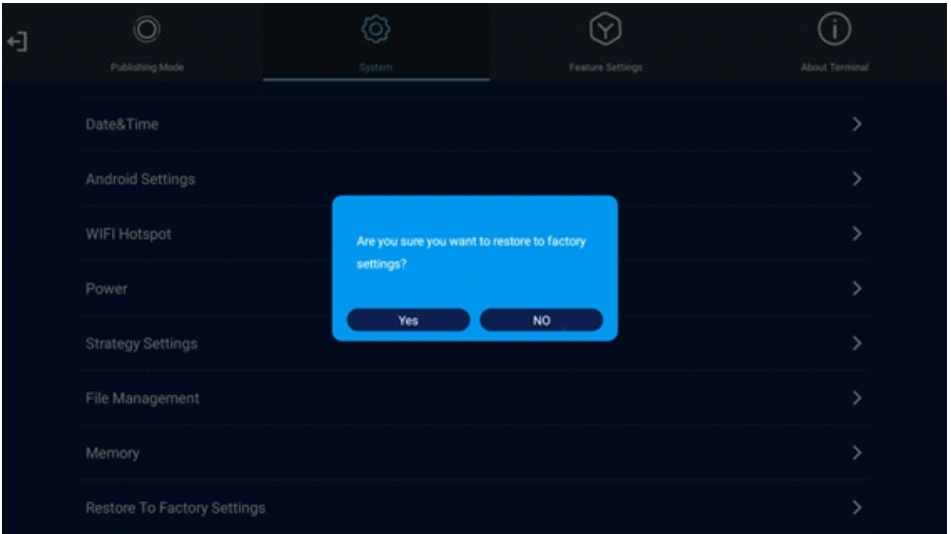 Publishing Mode
System
Feature Settings
About Terminal
Date&Time
Android Settings
WIFI Hotspot
Power
Strategy Settings
File Management
Memory
Restore To Factory Settings
Are you sure you want to restore to factory
settings?
Yes
NO